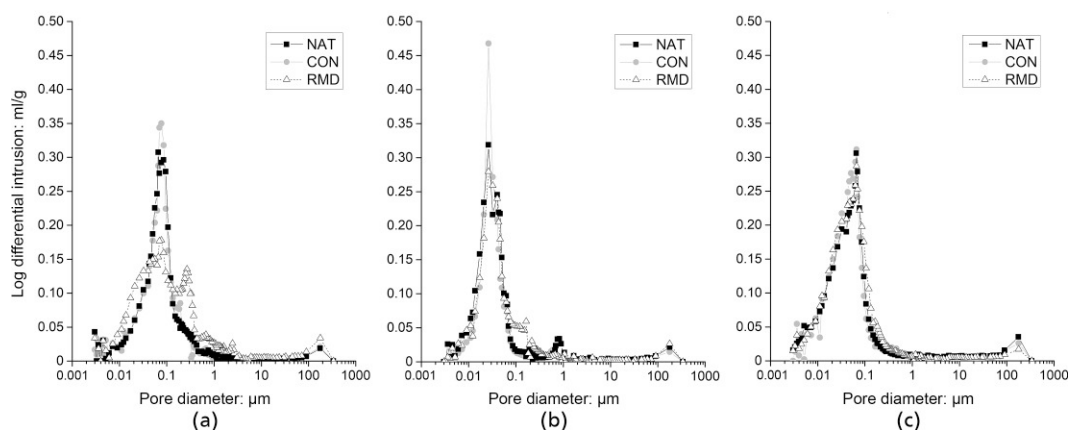 Log differential intrusion: ml/g
0.50
0.45
0.40
0.35
0.30
0.25
0.20
0.15
0.10
0.05
0
0.001 0.01 0.1 1 10 100 1000
NAT
CON
RMD
Pore diameter: µm
(a)
0.50
0.45
0.40
0.35
0.30
0.25
0.20
0.15
0.10
0.05
0
0.001 0.01 0.1 1 10 100 1000
NAT
CON
RMD
Pore diameter: µm
(b)
0.50
0.45
0.40
0.35
0.30
0.25
0.20
0.15
0.10
0.05
0
0.001 0.01 0.1 1 10 100 1000
NAT
CON
RMD
Pore diameter: µm
(c)